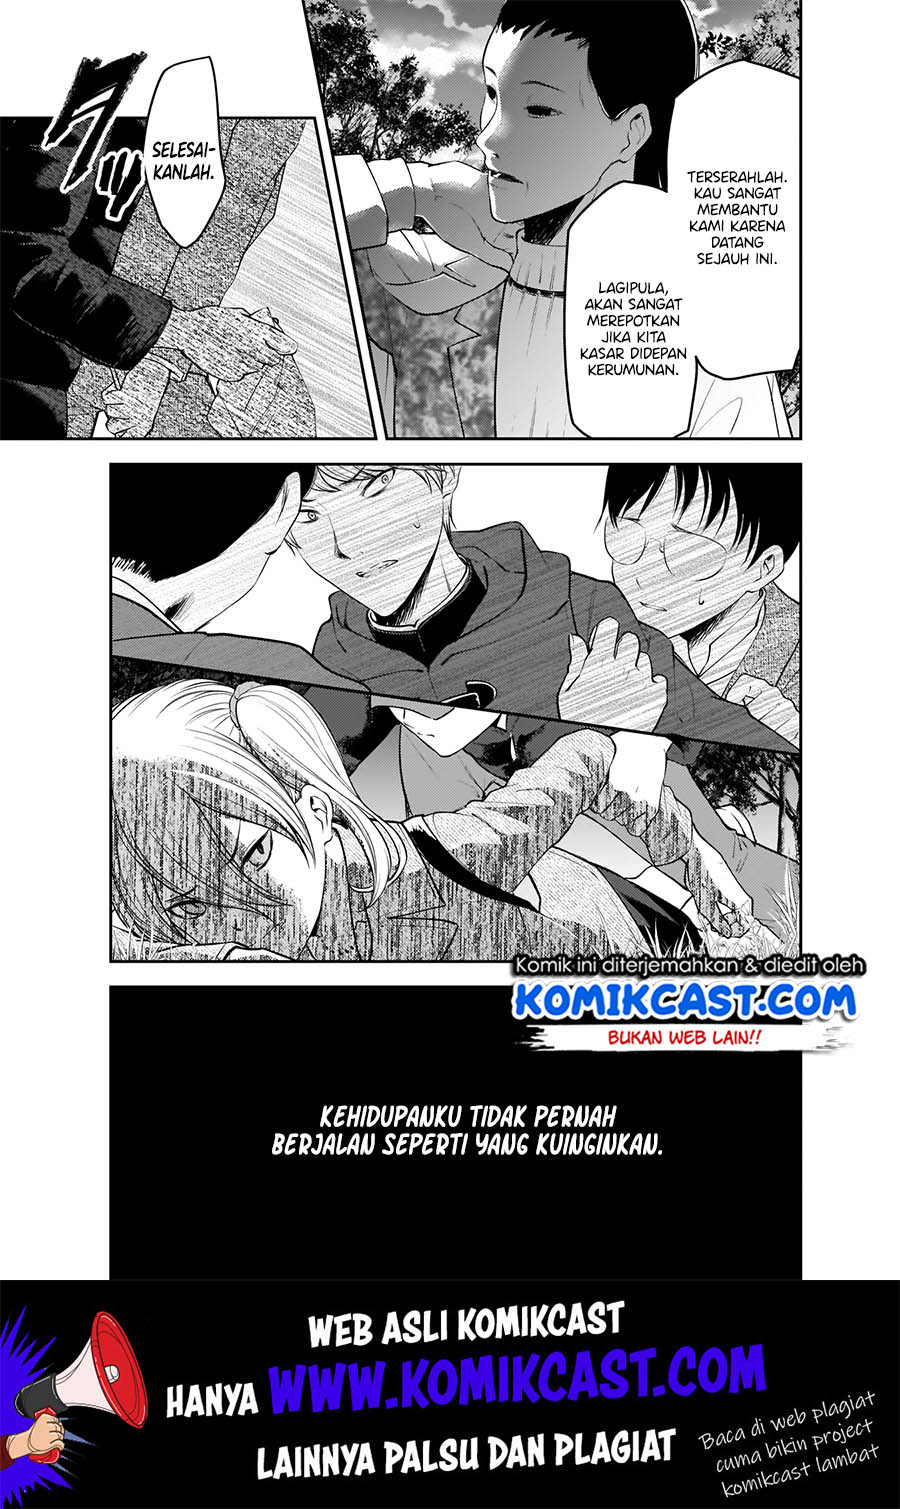 TERSERAHLAH.
KAU SANGAT
MEMBANTU
KAMI KARENA
DATANG
SEJAUH INI.
LAGIPULA,
AKAN SANGAT
MEREPOTKAN
JIKA KITA
KASAR DIDEPAN
KERUMUNAN.
SELESAI-
KANLAH.
Komik ini diterjemahkan & diedit oleh
KOMIKCAST.COM
BUKAN WEB LAIN!!
KEHIDUPANKU TIDAK PERNAH
BERJALAN SEPERTI YANG KUINGINKAN.
WEB ASLI KOMIKCAST
HANYA WWW.KOMIKCAST.COM
LAINNYA PALSU DAN PLAGIAT
Baca di web plagiat
cuma bikin project
komikcast lambat